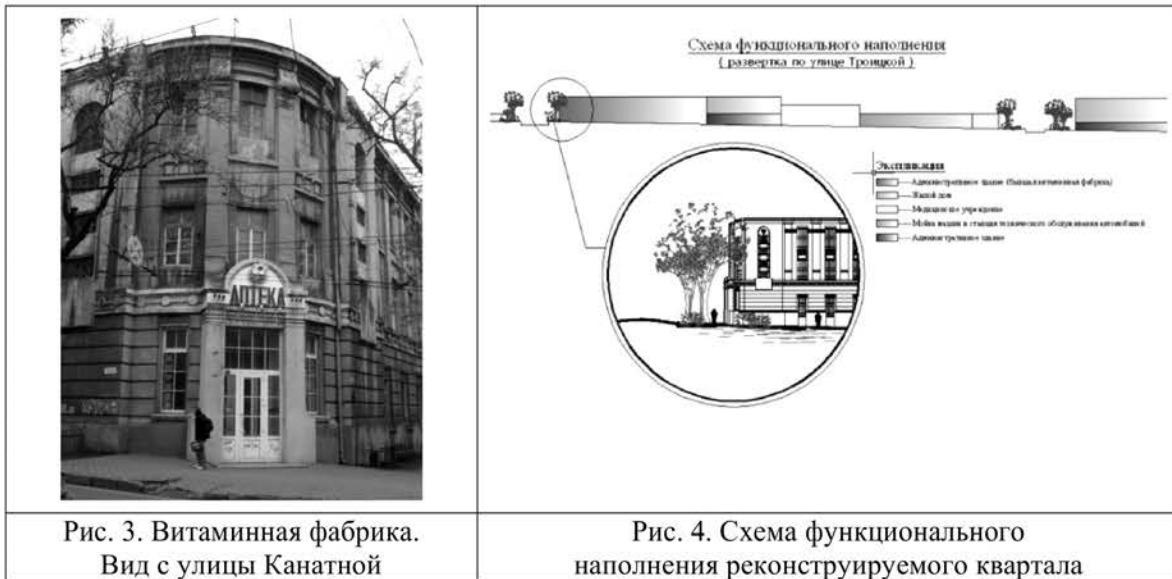 АПТЕКА
Рис. 3. Витаминная фабрика.
Вид с улицы Канатной
Схема функционального наполнения
( развертка по улице Троицкой )
Экспликация
Административное здание (бывшая витаминная фабрика)
Жилой дом
Медицинское учреждение
Мойка машин и станция технического обслуживания автомобилей
Административное здание
Рис. 4. Схема функционального
наполнения реконструируемого квартала